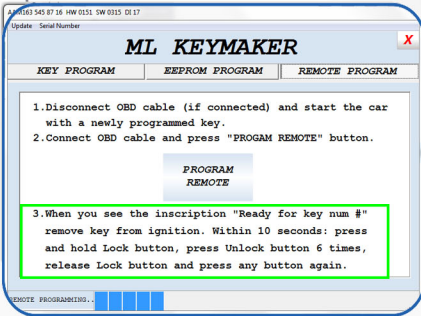 A 163 545 87 16 HW 0151 SW 0315 DI 17
Update Serial Number
ML KEYMAKER
X
KEY PROGRAM
EEPROM PROGRAM
REMOTE PROGRAM
1.Disconnect OBD cable (if connected) and start the car
with a newly programed key.
2.Connect OBD cable and press "PROGAM REMOTE" button.
PROGRAM
REMOTE
3.When you see the inscription "Ready for key num #"
remove key from ignition. Within 10 seconds: press
and hold Lock button, press Unlock button 6 times,
release Lock button and press any button again.
REMOTE PROGRAMMING..